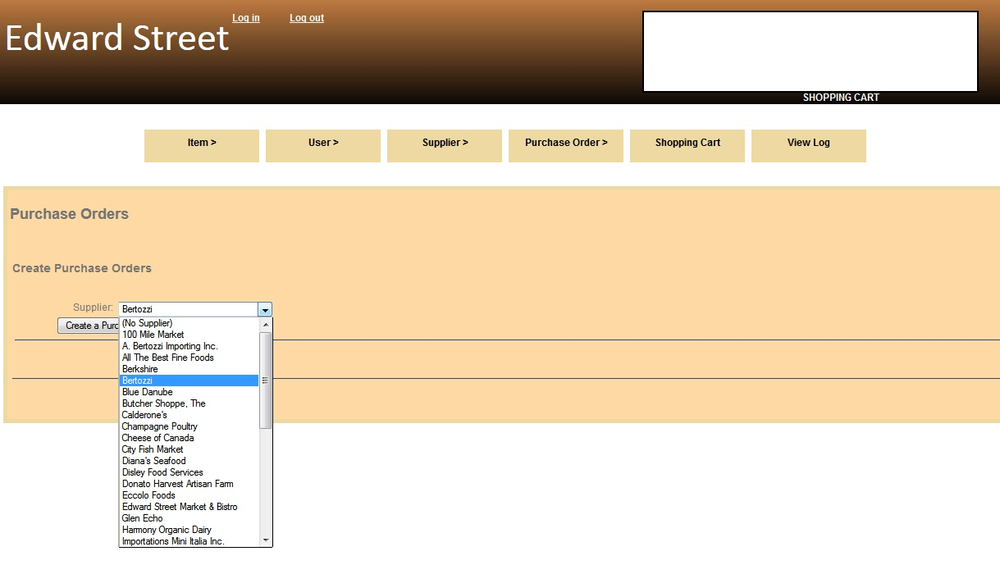 Log in Log out
Edward Street
SHOPPING CART
Item > User > Supplier > Purchase Order > Shopping Cart View Log
Purchase Orders
Create Purchase Orders
Supplier: Bertozzi
Create a Purc
(No Supplier)
100 Mile Market
A. Bertozzi Importing Inc.
All The Best Fine Foods
Berkshire
Bertozzi
Blue Danube
Butcher Shoppe, The
Calderone's
Champagne Poultry
Cheese of Canada
City Fish Market
Diana's Seafood
Disley Food Services
Donato Harvest Artisan Farm
Eccolo Foods
Edward Street Market & Bistro
Glen Echo
Harmony Organic Dairy
Importations Mini Italia Inc.